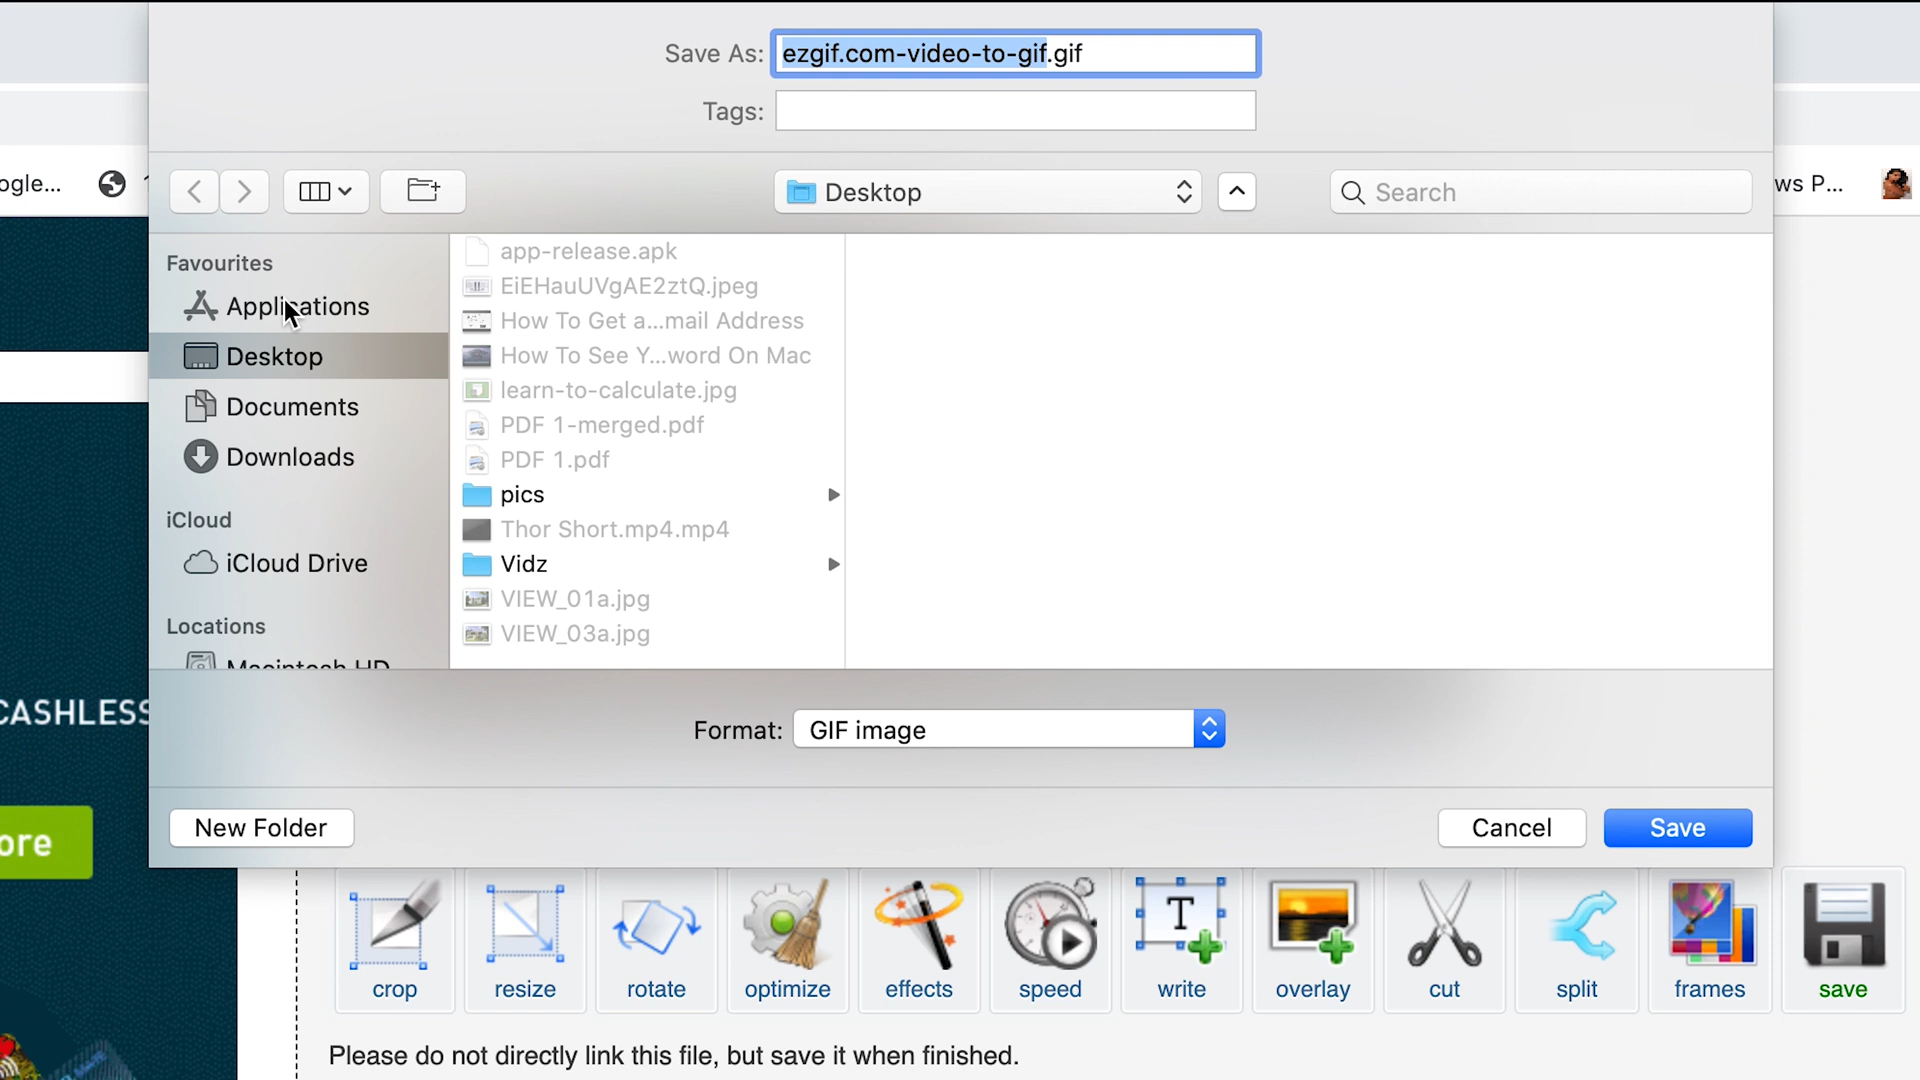 Save As: ezgif.com-video-to-gif.gif
Tags:
ogle...
Desktop
Search
ws P...
Favourites
Applications
Desktop
Documents
Downloads
iCloud
iCloud Drive
Locations
Macintosh HD
app-release.apk
EiEHauUVgAE2ztQ.jpeg
How To Get a...mail Address
How To See Y...word On Mac
learn-to-calculate.jpg
PDF 1-merged.pdf
PDF 1.pdf
pics
Thor Short.mp4.mp4
Vidz
VIEW_01a.jpg
VIEW_03a.jpg
CASHLESS
Format: GIF image
ore
New Folder
Cancel
Save
crop
resize
rotate
optimize
effects
speed
T
write
overlay
cut
split
frames
save
Please do not directly link this file, but save it when finished.